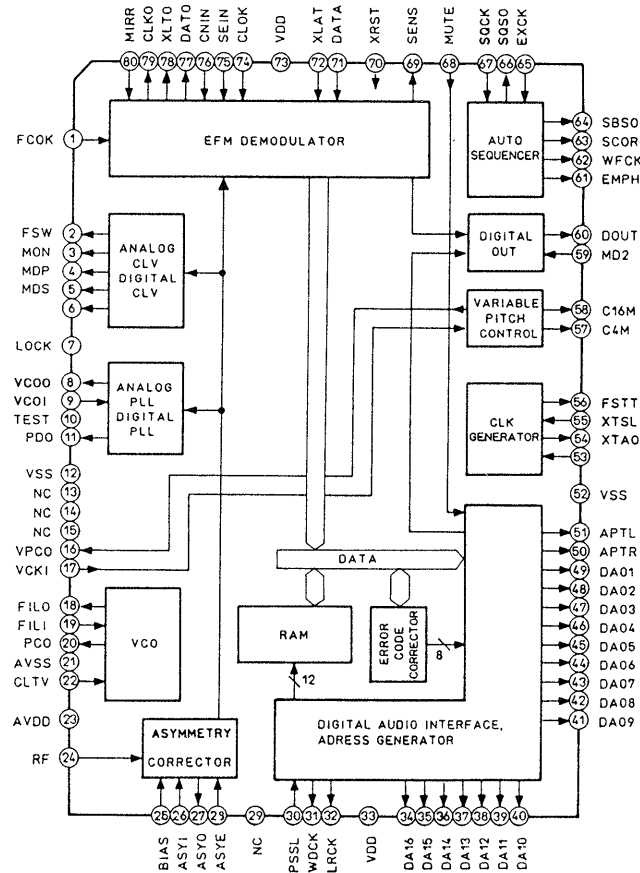 MIRR
CLKO
XLTO
DATO
CNIN
SEIN
CLOK
VDD
XLAT
DATA
XRST
SENS
MUTE
SQCK
SQSO
EXCK
80
79
78
77
76
75
74
73
72
71
70
69
68
67
66
65
FCOK 1
EFM DEMODULATOR
AUTO
SEQUENCER
64 SBSO
63 SCOR
62 WFCK
61 EMPH
FSW 2
MON 3
MDP 4
MDS 5
6
ANALOG
CLV
DIGITAL
CLV
DIGITAL
OUT
60 DOUT
59 MD2
VARIABLE
PITCH
CONTROL
58 C16M
57 C4M
LOCK 7
VCOO 8
VCOI 9
TEST 10
PDO 11
ANALOG
PLL
DIGITAL
PLL
CLK
GENERATOR
56 FSTT
55 XTSL
54 XTAO
53
VSS 12
NC 13
NC 14
NC 15
VPCO 16
VCKI 17
52 VSS
51 APTL
50 APTR
49 DA01
48 DA02
47 DA03
46 DA04
45 DA05
44 DA06
43 DA07
42 DA08
41 DA09
DATA
FILO 18
FILI 19
PCO 20
AVSS 21
CLTV 22
VCO
RAM
ERROR
CODE
CORRECTOR
8
12
AVDD 23
RF 24
ASYMMETRY
CORRECTOR
DIGITAL AUDIO INTERFACE,
ADRESS GENERATOR
25
26
27
29
29
30
31
32
33
34
35
36
37
38
39
40
BIAS
ASYI
ASYO
ASYE
NC
PSSL
WDCK
LRCK
VDD
DA16
DA15
DA14
DA13
DA12
DA11
DA10